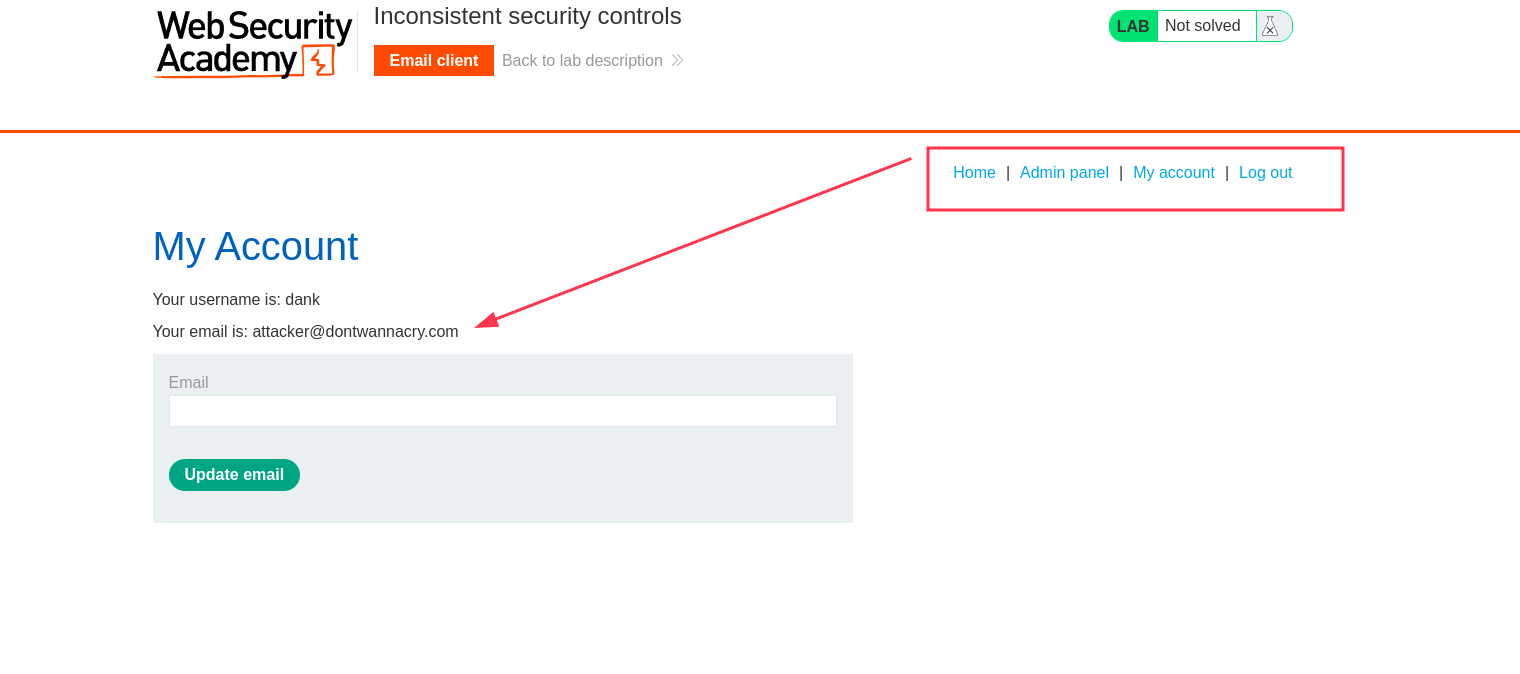 Web Security
Academy
Inconsistent security controls
Email client
Back to lab description
LAB
Not solved
Home | Admin panel | My account | Log out
My Account
Your username is: dank
Your email is: attacker@dontwannacry.com
Email
Update email